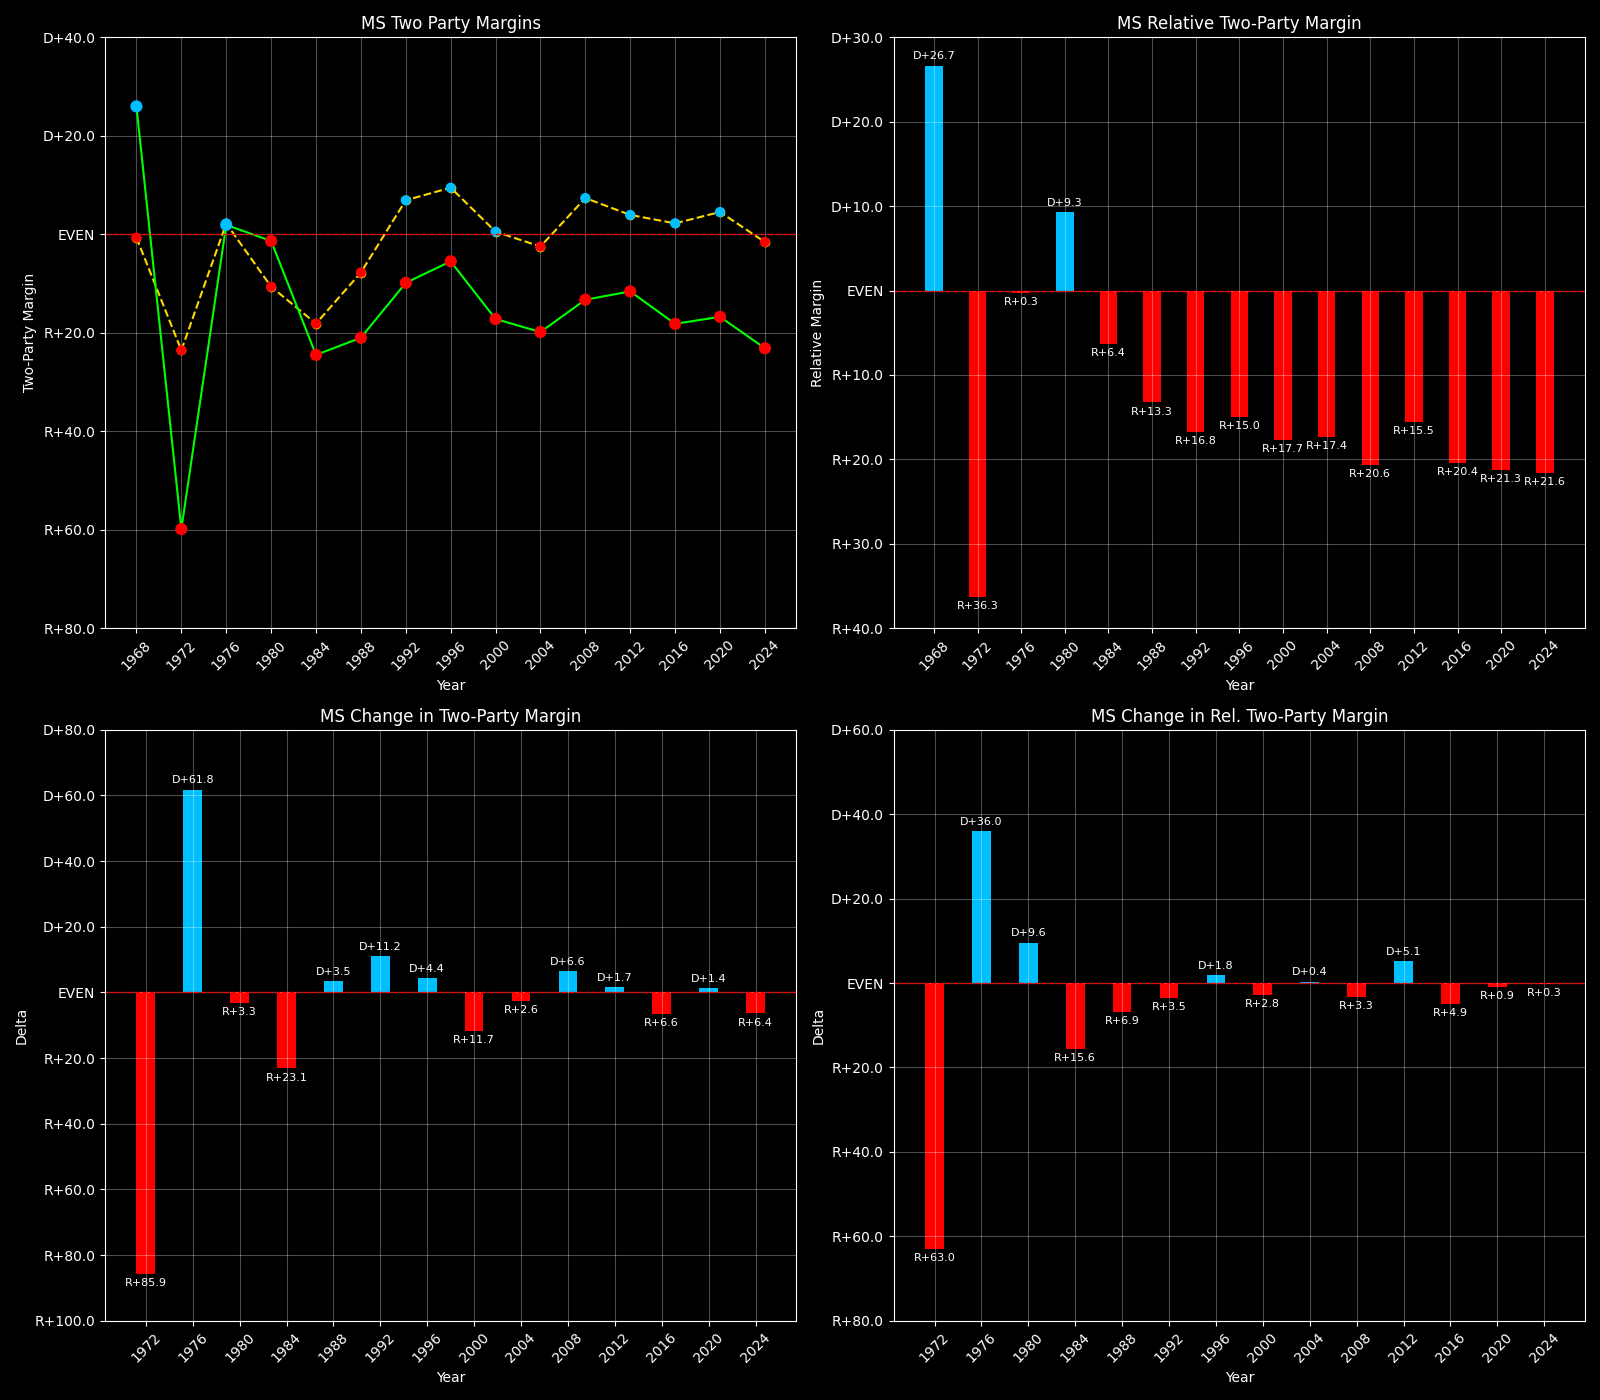 MS Two Party Margins
D+40.0
D+20.0
EVEN
R+20.0
R+40.0
R+60.0
R+80.0
Two-Party Margin
1968 1972 1976 1980 1984 1988 1992 1996 2000 2004 2008 2012 2016 2020 2024
Year
MS Relative Two-Party Margin
D+30.0
D+20.0
D+10.0
EVEN
R+10.0
R+20.0
R+30.0
R+40.0
Relative Margin
D+26.7
R+36.3
R+0.3
D+9.3
R+6.4
R+13.3
R+16.8
R+15.0
R+17.7
R+17.4
R+20.6
R+15.5
R+20.4
R+21.3
R+21.6
1968 1972 1976 1980 1984 1988 1992 1996 2000 2004 2008 2012 2016 2020 2024
Year
MS Change in Two-Party Margin
D+80.0
D+60.0
D+40.0
D+20.0
EVEN
R+20.0
R+40.0
R+60.0
R+80.0
R+100.0
Delta
R+85.9
D+61.8
R+3.3
R+23.1
D+3.5
D+11.2
D+4.4
R+11.7
R+2.6
D+6.6
D+1.7
R+6.6
D+1.4
R+6.4
1972 1976 1980 1984 1988 1992 1996 2000 2004 2008 2012 2016 2020 2024
Year
MS Change in Rel. Two-Party Margin
D+60.0
D+40.0
D+20.0
EVEN
R+20.0
R+40.0
R+60.0
R+80.0
Delta
R+63.0
D+36.0
D+9.6
R+15.6
R+6.9
R+3.5
D+1.8
R+2.8
D+0.4
R+3.3
D+5.1
R+4.9
R+0.9
R+0.3
1972 1976 1980 1984 1988 1992 1996 2000 2004 2008 2012 2016 2020 2024
Year